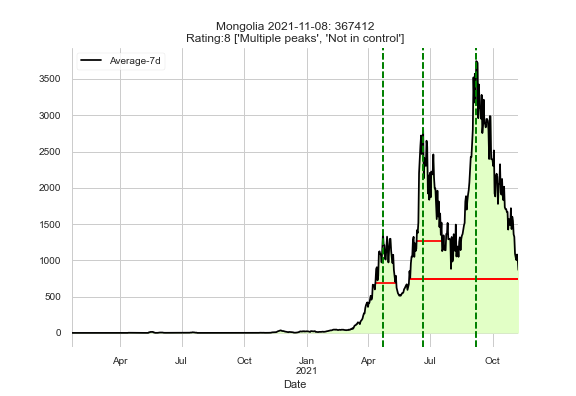 Mongolia 2021-11-08: 367412
Rating:8 ['Multiple peaks', 'Not in control']
Average-7d
3500
3000
2500
2000
1500
1000
500
0
Apr Jul Oct Jan Apr Jul Oct
2021
Date